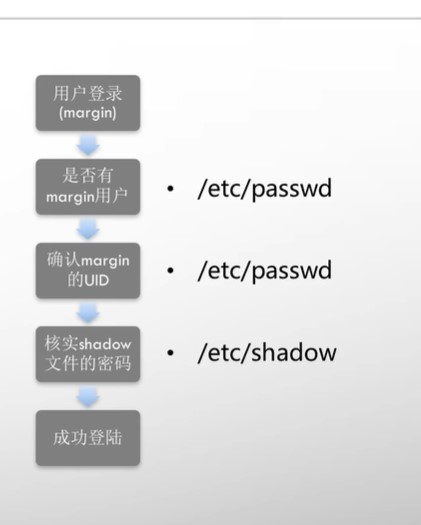 用户登录
(margin)
是否有
margin用户
• /etc/passwd
确认margin
的UID
• /etc/passwd
核实shadow
文件的密码
• /etc/shadow
成功登陆